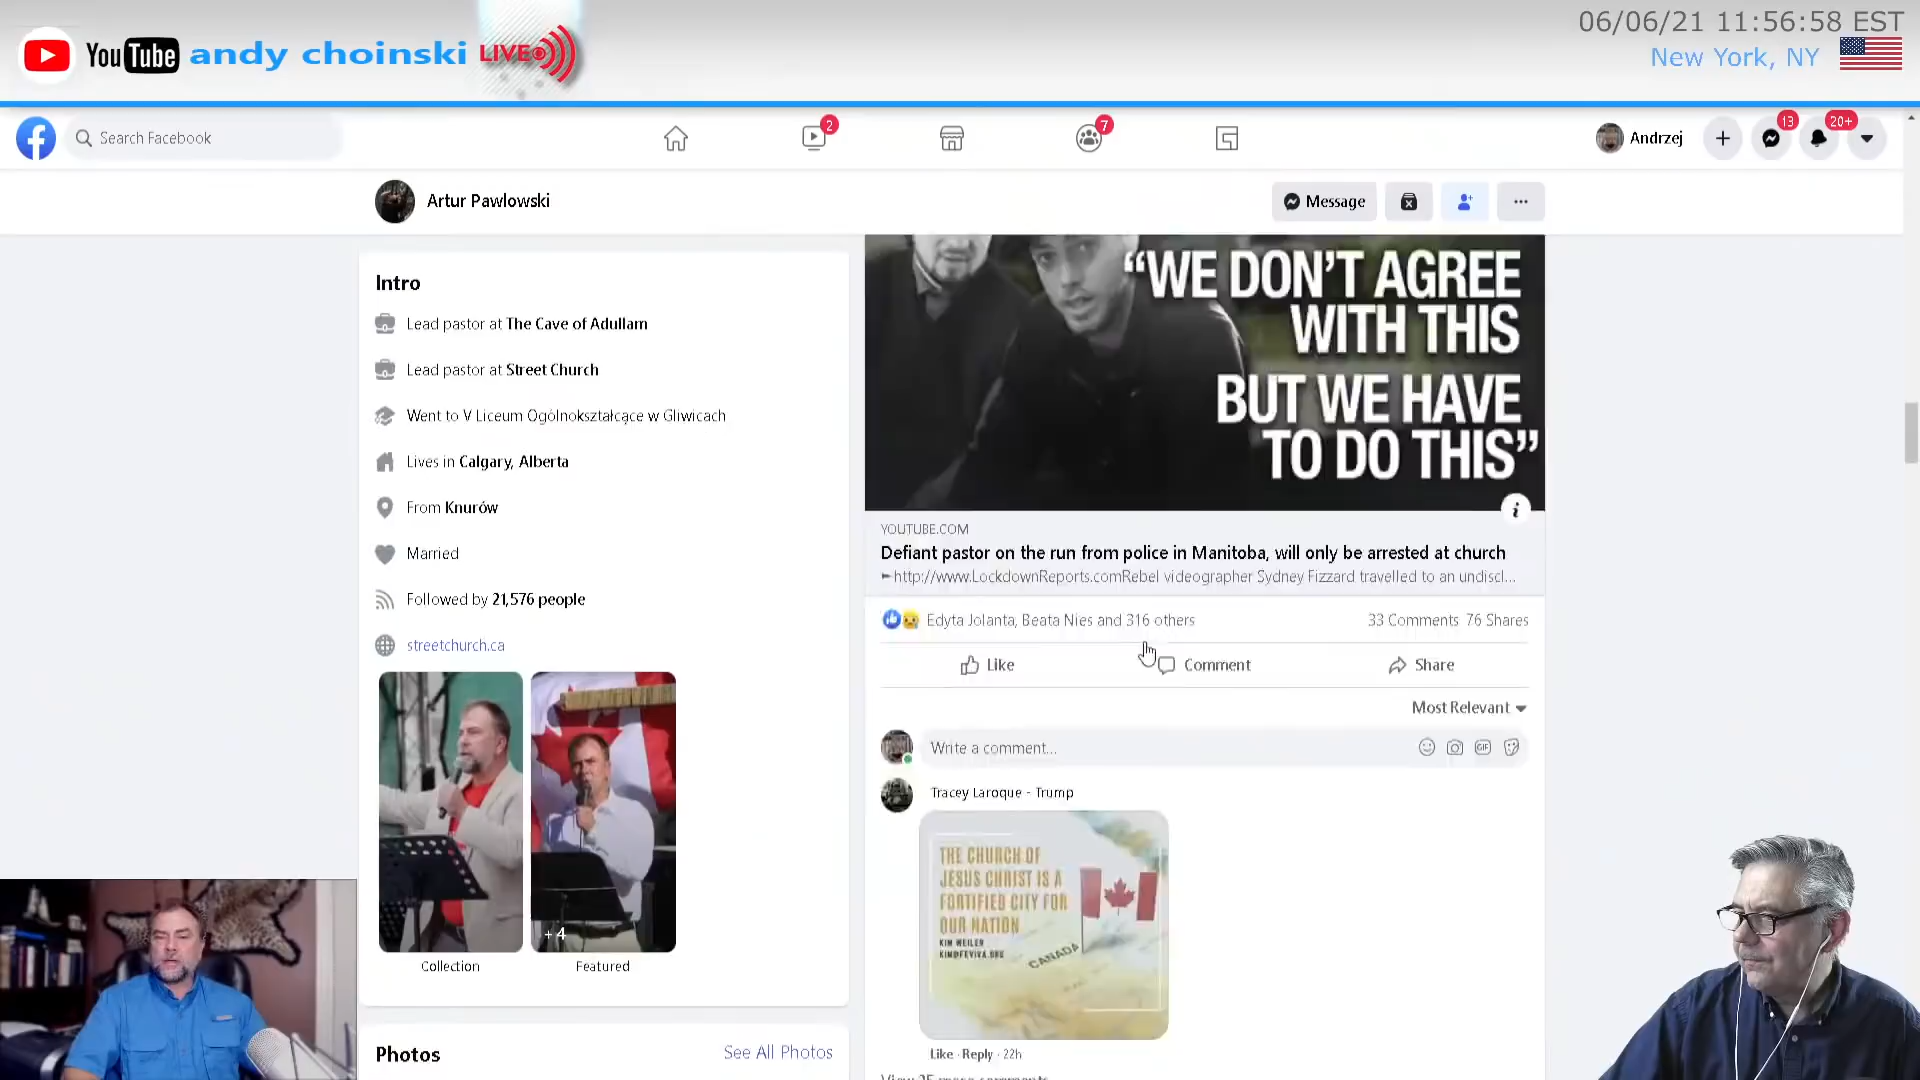 06/06/21 11:56:58 EST
YouTube andy choinski LIVE
New York, NY
Search Facebook
2
7
Andrzej
13
20+
Artur Pawlowski
Message
Intro
Lead pastor at The Cave of Adullam
Lead pastor at Street Church
Went to V Liceum Ogólnokształcące w Gliwicach
Lives in Calgary, Alberta
From Knurów
Married
Followed by 21,576 people
streetchurch.ca
+4
Collection
Featured
Photos
See All Photos
“WE DON'T AGREE
WITH THIS
BUT WE HAVE
TO DO THIS”
YOUTUBE.COM
Defiant pastor on the run from police in Manitoba, will only be arrested at church
►http://www.LockdownReports.comRebel videographer Sydney Fizzard travelled to an undiscl...
Edyta Jolanta, Beata Nies and 316 others
33 Comments 76 Shares
Like
Comment
Share
Most Relevant
Write a comment...
GIF
Tracey Laroque - Trump
THE CHURCH OF
JESUS CHRIST IS A
FORTIFIED CITY FOR
OUR NATION
KIM WEILER
CANADA
Like · Reply · 22h
View 25 more comments